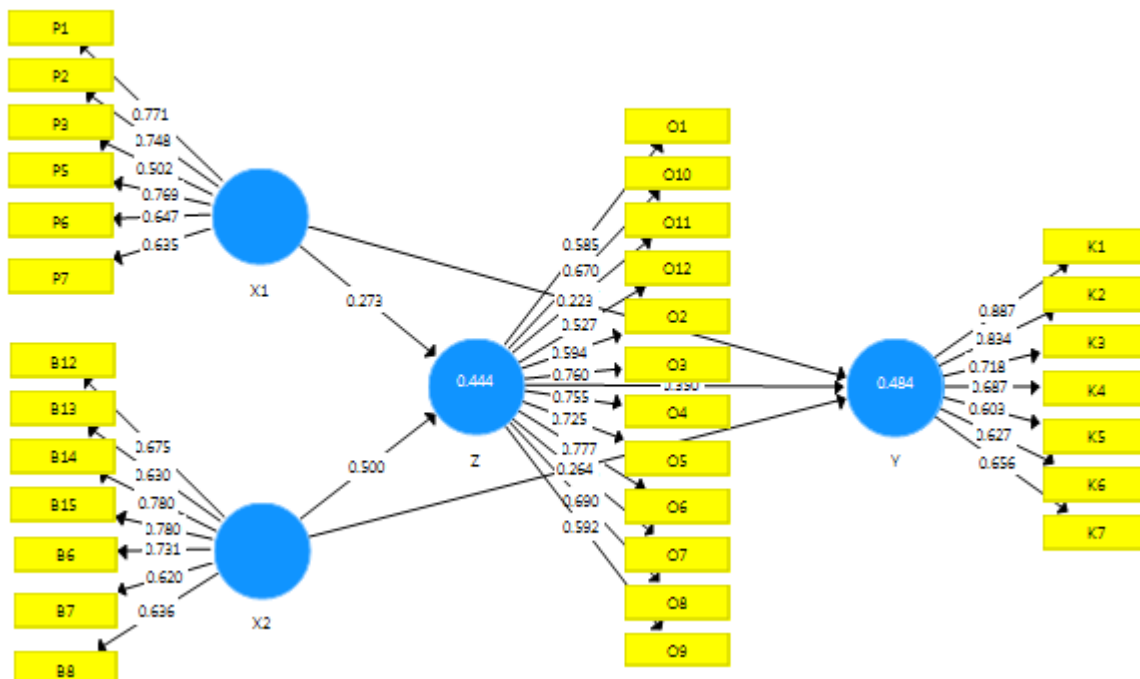 P1
P2
P3
P5
P6
P7
0.771
0.748
0.502
0.769
0.647
0.635
X1
0.273
B12
B13
B14
B15
B6
B7
B8
0.675
0.630
0.780
0.780
0.731
0.620
0.636
X2
0.500
0.444
Z
0.585
0.670
0.223
0.527
0.594
0.760
0.390
0.755
0.725
0.777
0.264
0.690
0.592
O1
O10
O11
O12
O2
O3
O4
O5
O6
O7
O8
O9
0.484
Y
0.887
0.834
0.718
0.687
0.603
0.627
0.656
K1
K2
K3
K4
K5
K6
K7